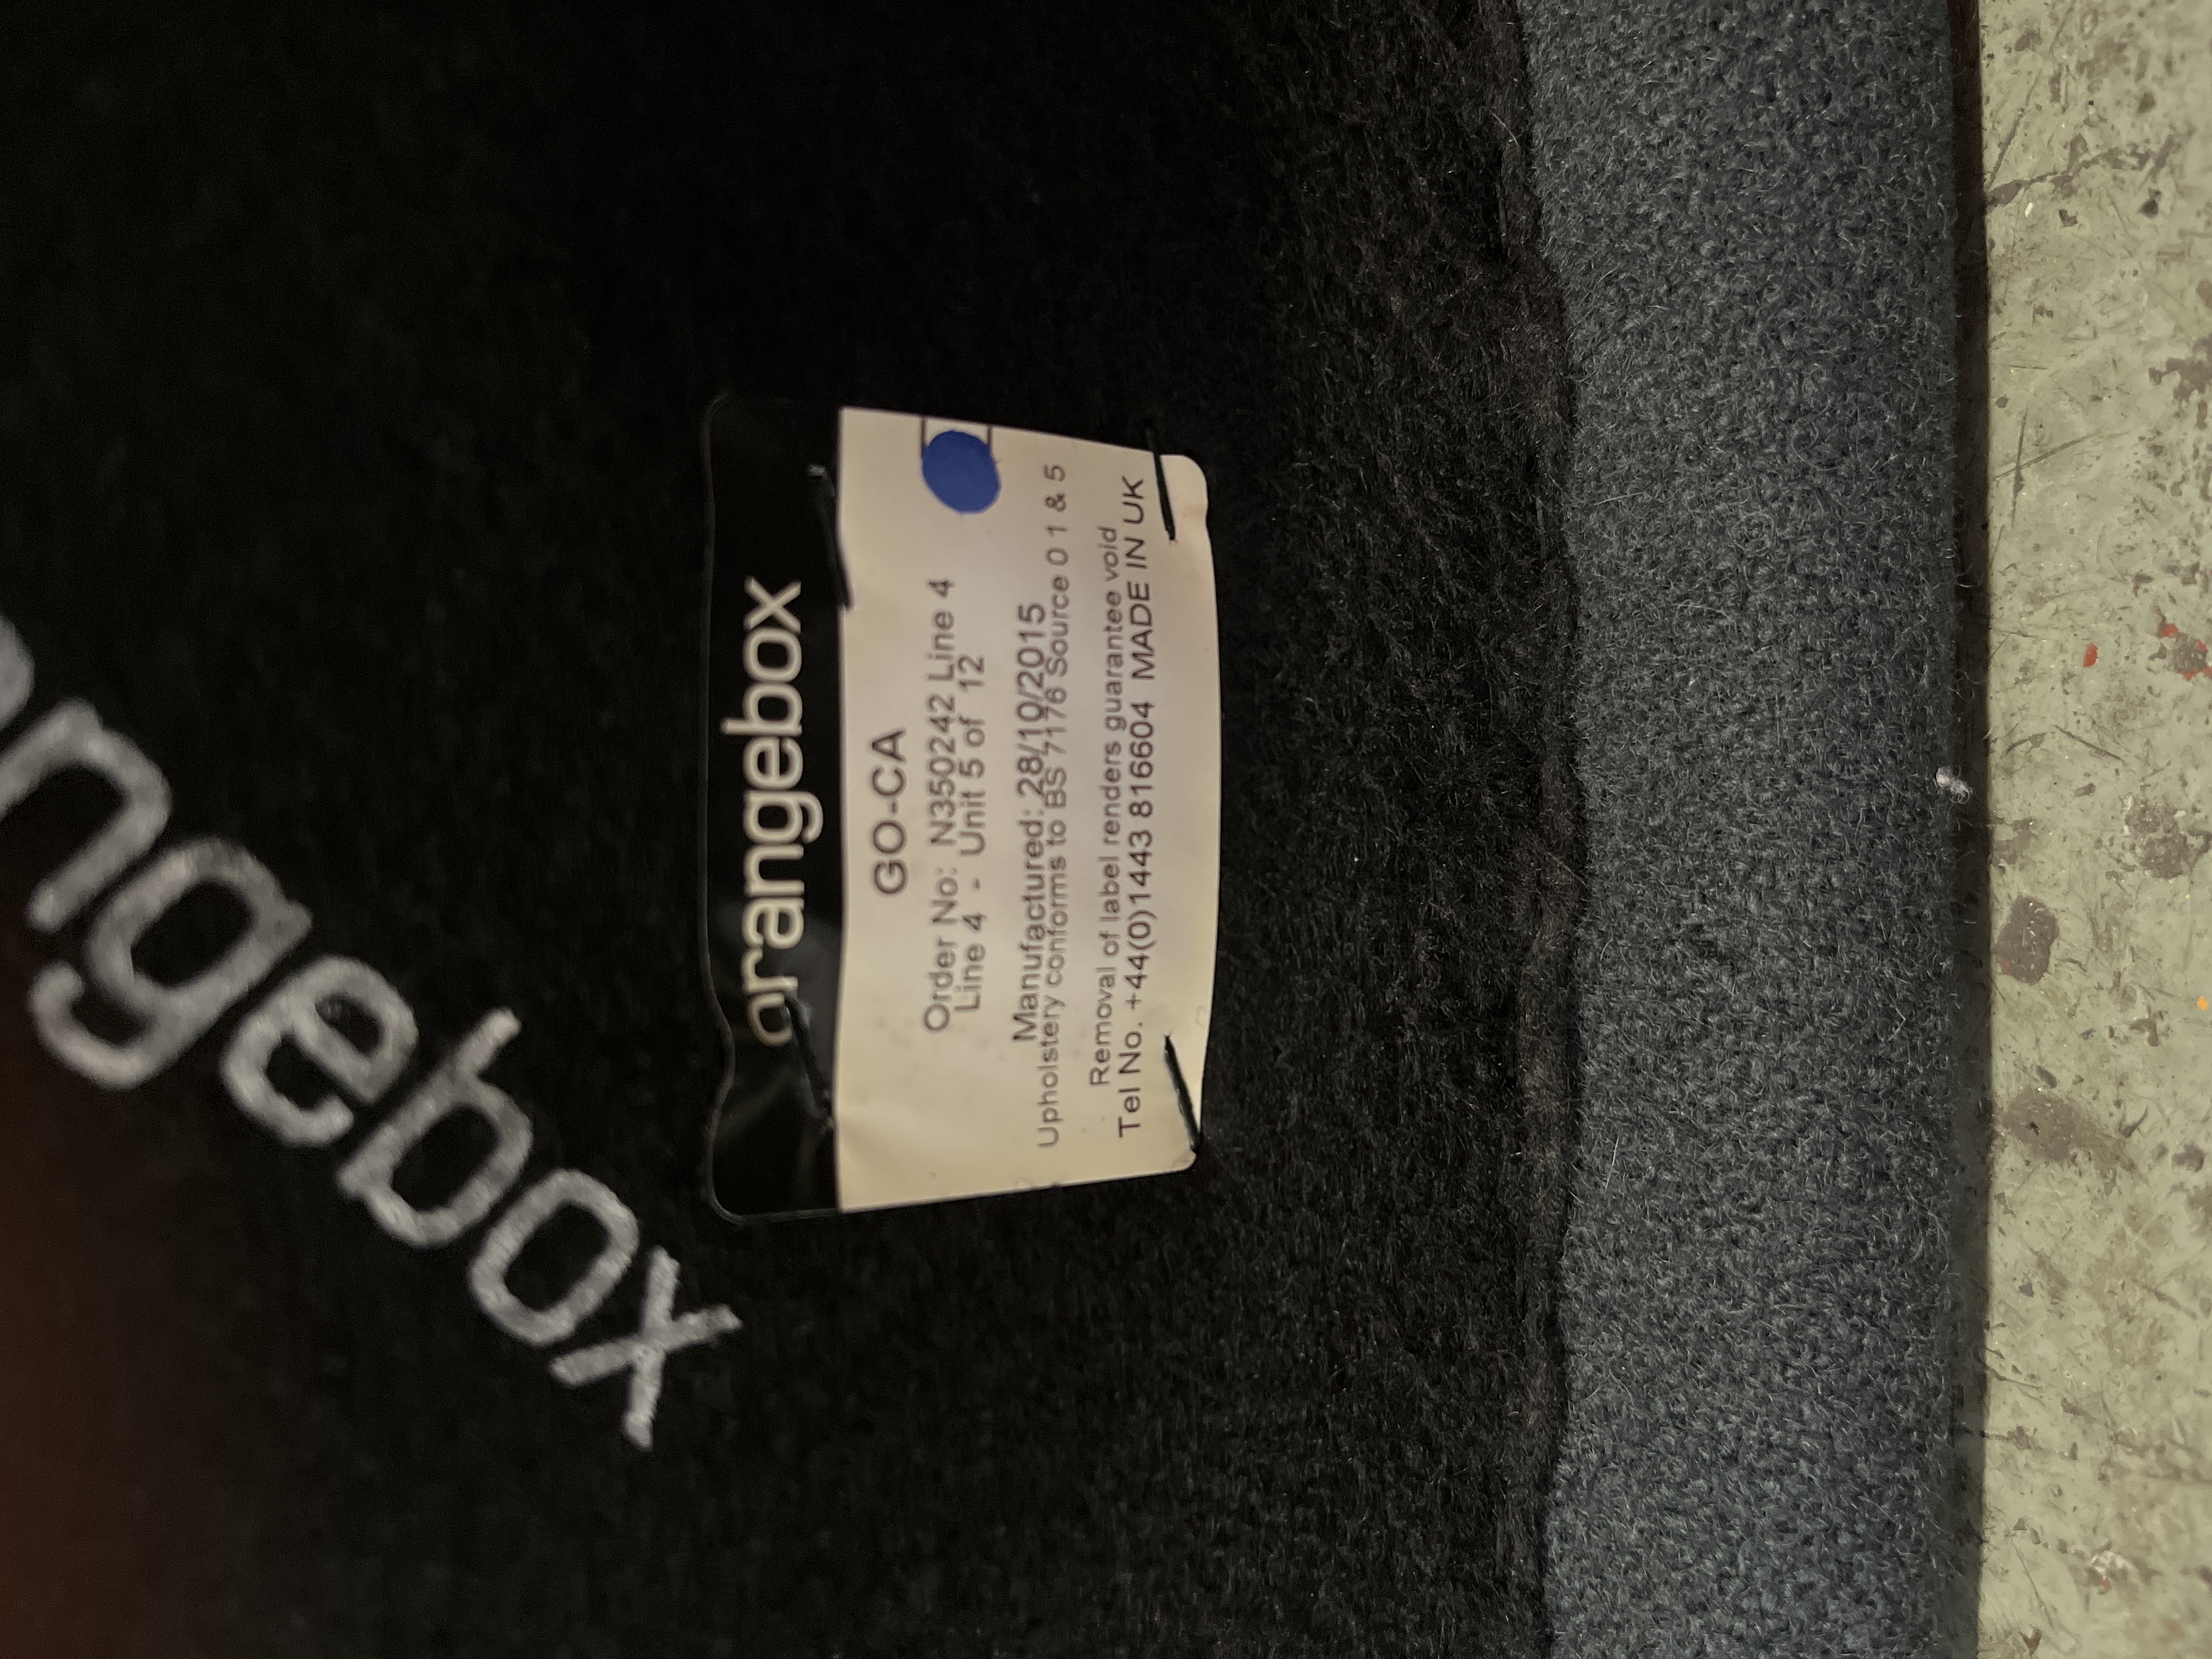 orangebox
GO-CA
Order No: N350242 Line 4
Line 4 - Unit 5 of 12
Manufactured: 28/10/2015
Upholstery conforms to BS 7176 Source 0 1 & 5
Removal of label renders guarantee void
Tel No. +44(0)1443 816604 MADE IN UK
ngebox